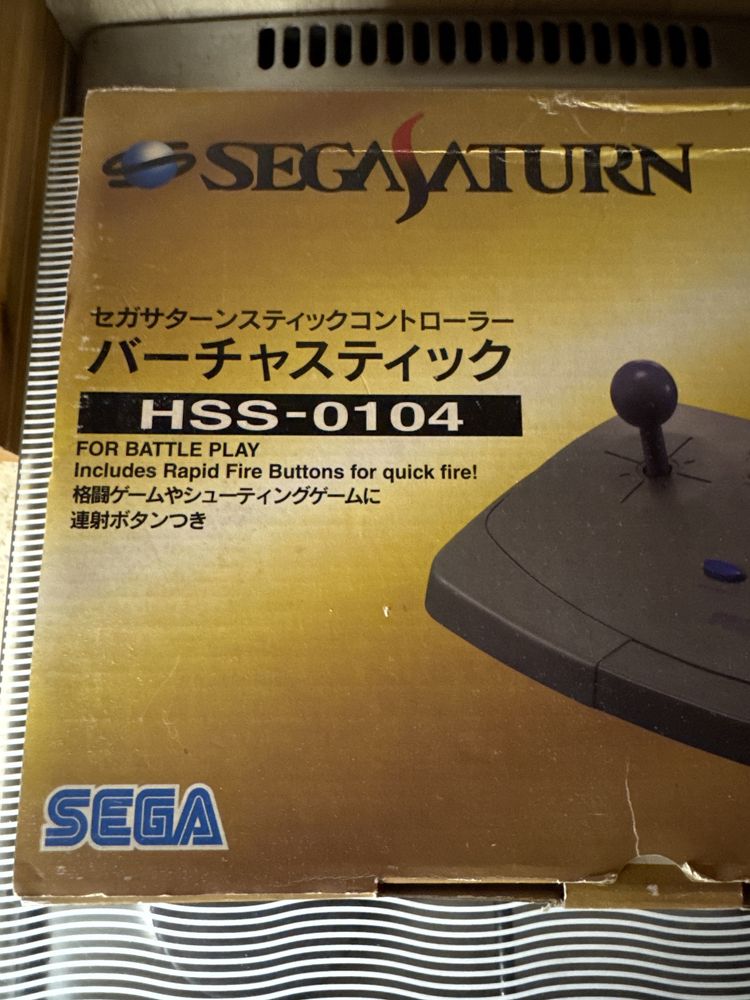 SEGA SATURN
セガサターンスティックコントローラー
バーチャスティック
HSS-0104
FOR BATTLE PLAY
Includes Rapid Fire Buttons for quick fire!
格闘ゲームやシューティングゲームに
連射ボタンつき
SEGA